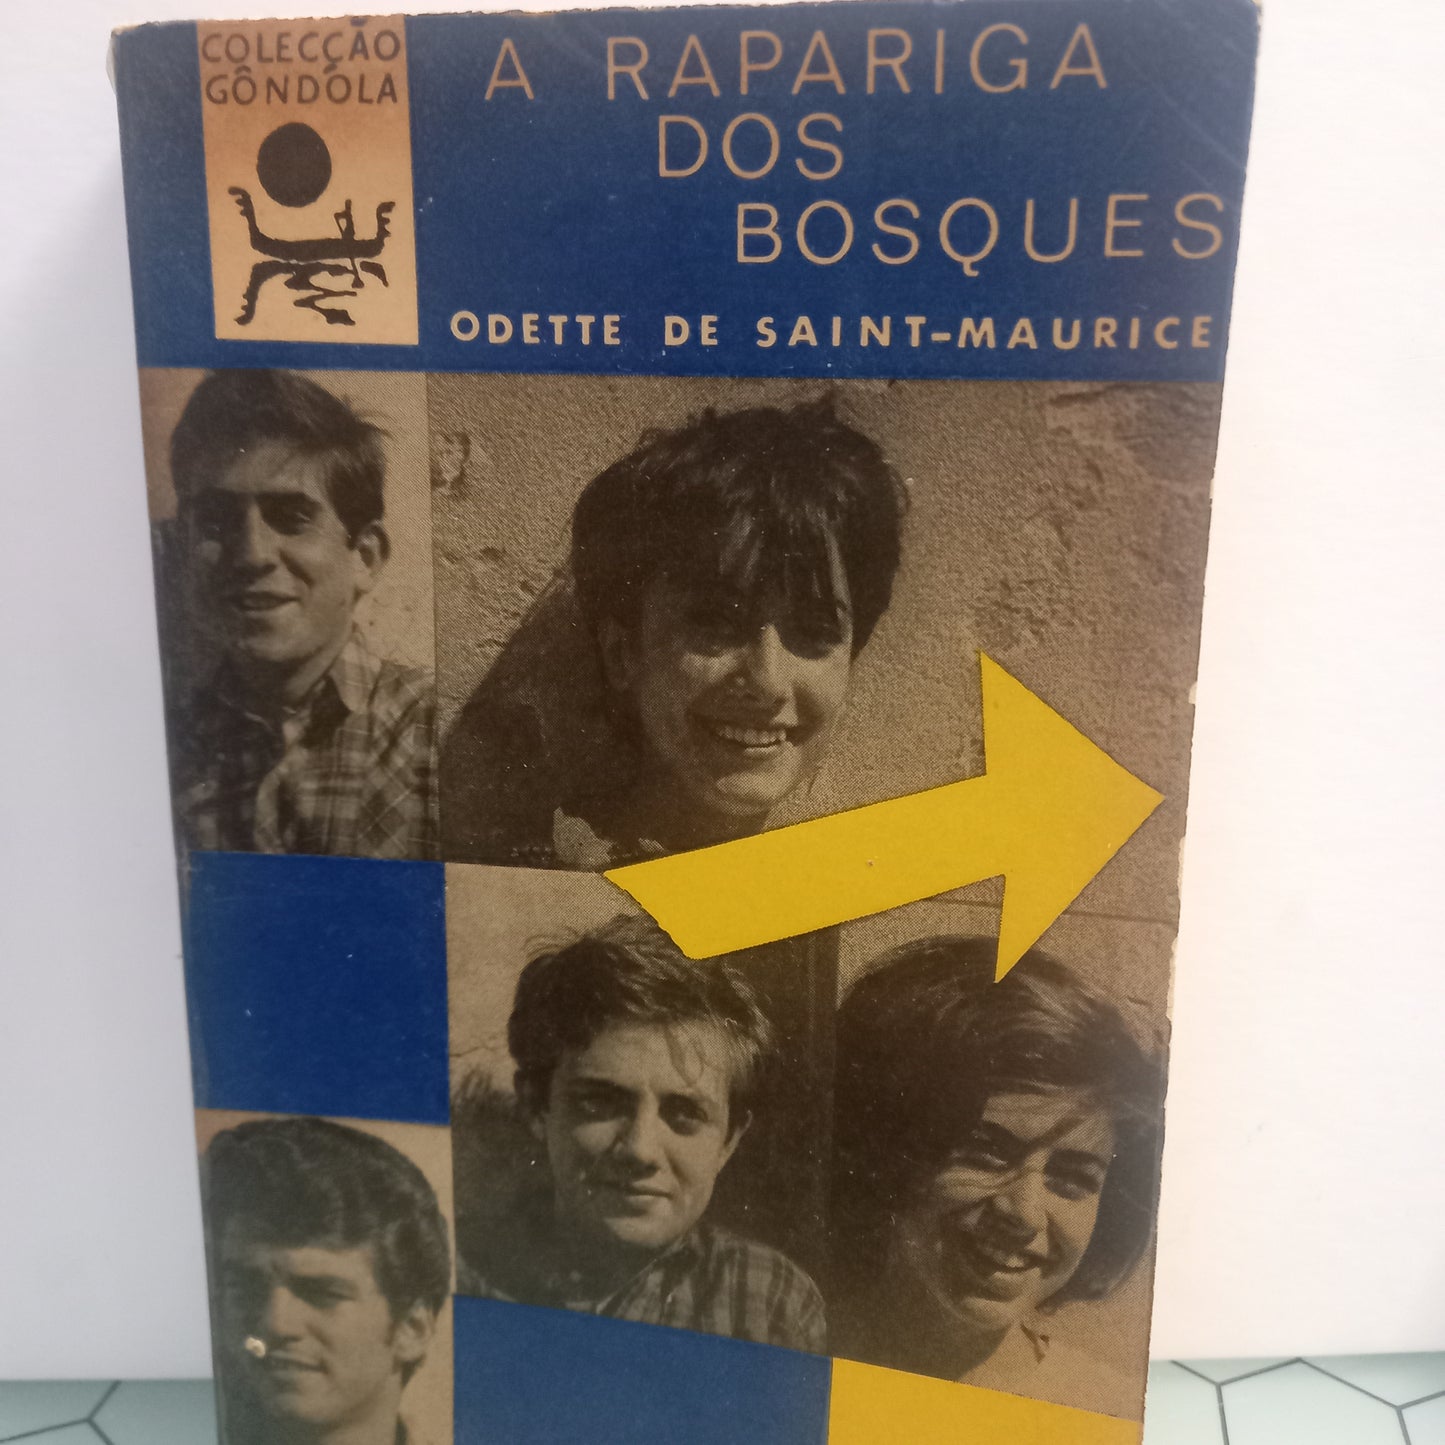 COLECÇÃO
GÔNDOLA
A RAPARIGA
DOS
BOSQUES
ODETTE DE SAINT-MAURICE